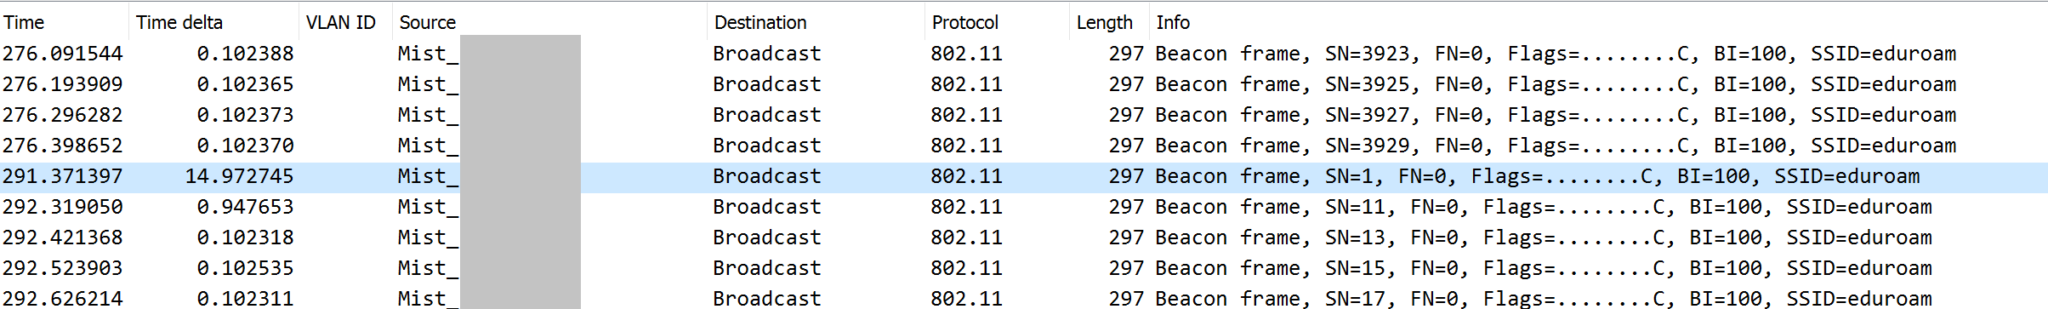 Time Time delta VLAN ID Source Destination Protocol Length Info
276.091544 0.102388 Mist_ Broadcast 802.11 297 Beacon frame, SN=3923, FN=0, Flags=........C, BI=100, SSID=eduroam
276.193909 0.102365 Mist_ Broadcast 802.11 297 Beacon frame, SN=3925, FN=0, Flags=........C, BI=100, SSID=eduroam
276.296282 0.102373 Mist_ Broadcast 802.11 297 Beacon frame, SN=3927, FN=0, Flags=........C, BI=100, SSID=eduroam
276.398652 0.102370 Mist_ Broadcast 802.11 297 Beacon frame, SN=3929, FN=0, Flags=........C, BI=100, SSID=eduroam
291.371397 14.972745 Mist_ Broadcast 802.11 297 Beacon frame, SN=1, FN=0, Flags=........C, BI=100, SSID=eduroam
292.319050 0.947653 Mist_ Broadcast 802.11 297 Beacon frame, SN=11, FN=0, Flags=........C, BI=100, SSID=eduroam
292.421368 0.102318 Mist_ Broadcast 802.11 297 Beacon frame, SN=13, FN=0, Flags=........C, BI=100, SSID=eduroam
292.523903 0.102535 Mist_ Broadcast 802.11 297 Beacon frame, SN=15, FN=0, Flags=........C, BI=100, SSID=eduroam
292.626214 0.102311 Mist_ Broadcast 802.11 297 Beacon frame, SN=17, FN=0, Flags=........C, BI=100, SSID=eduroam